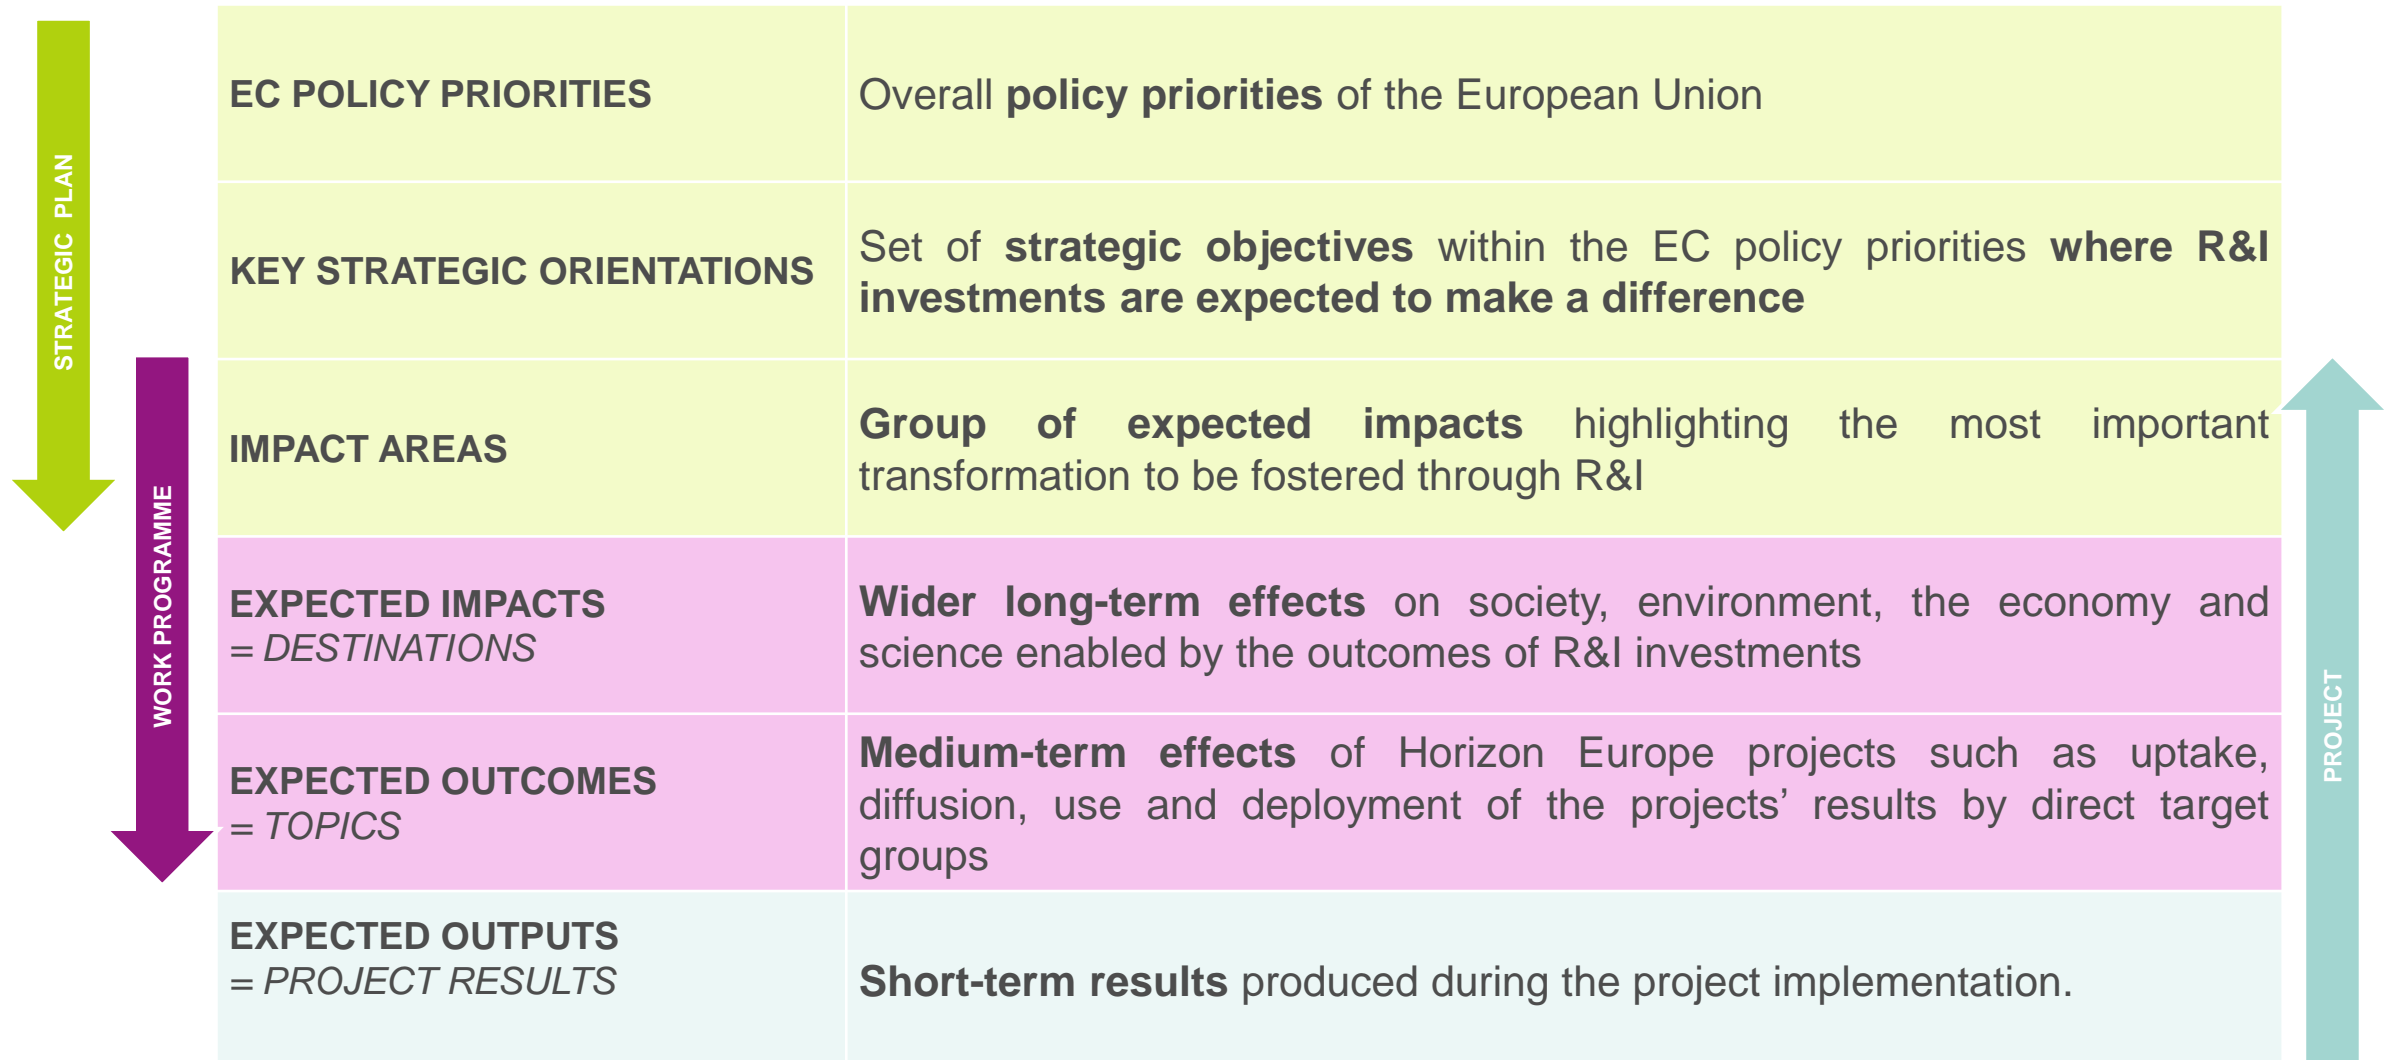 STRATEGIC PLAN
WORK PROGRAMME
EC POLICY PRIORITIES
Overall policy priorities of the European Union
KEY STRATEGIC ORIENTATIONS
Set of strategic objectives within the EC policy priorities where R&I
investments are expected to make a difference
IMPACT AREAS
Group of expected impacts highlighting the most important
transformation to be fostered through R&I
EXPECTED IMPACTS
= DESTINATIONS
Wider long-term effects on society, environment, the economy and
science enabled by the outcomes of R&I investments
EXPECTED OUTCOMES
= TOPICS
Medium-term effects of Horizon Europe projects such as uptake,
diffusion, use and deployment of the projects’ results by direct target
groups
EXPECTED OUTPUTS
= PROJECT RESULTS
Short-term results produced during the project implementation.
PROJECT